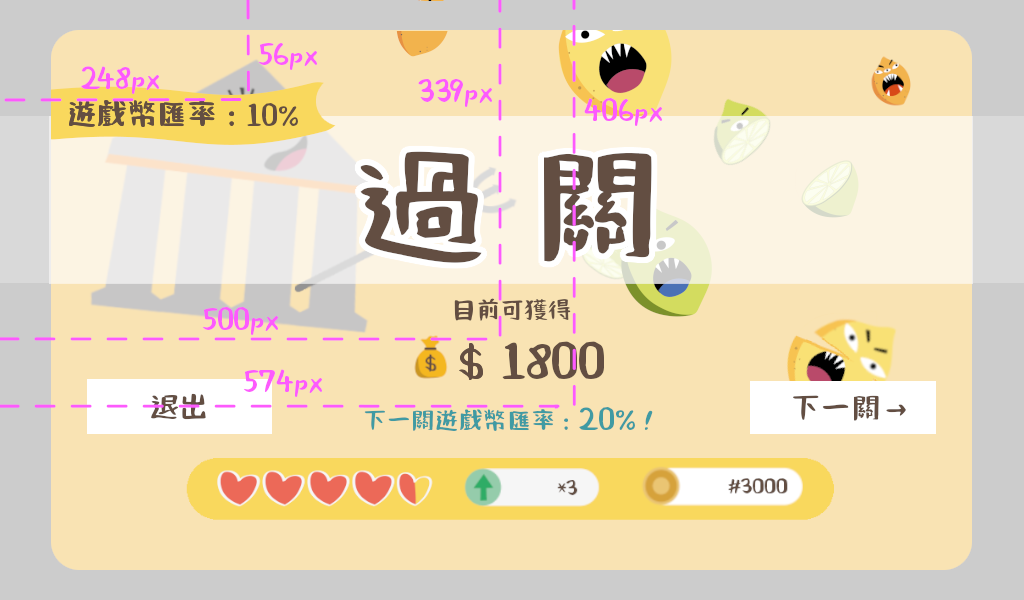 56px
248px
339px
406px
遊戲幣匯率：10%
過 關
目前可獲得
500px
$ 1800
574px
退出
下一關→
下一關遊戲幣匯率：20%！
*3
#3000